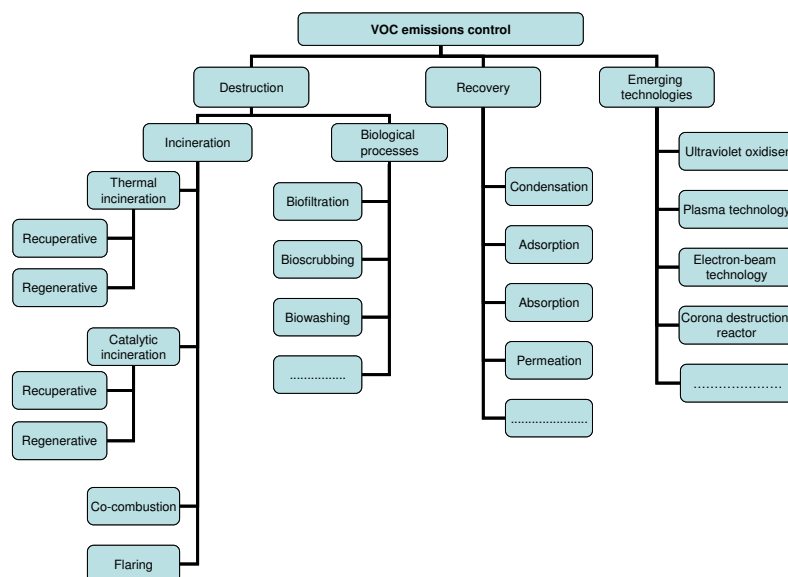 VOC emissions control
Destruction
Recovery
Emerging
technologies
Incineration
Biological
processes
Thermal
incineration
Recuperative
Regenerative
Catalytic
incineration
Recuperative
Regenerative
Co-combustion
Flaring
Biofiltration
Bioscrubbing
Biowashing
................
Condensation
Adsorption
Absorption
Permeation
......................
Ultraviolet oxidiser
Plasma technology
Electron-beam
technology
Corona destruction
reactor
.....................